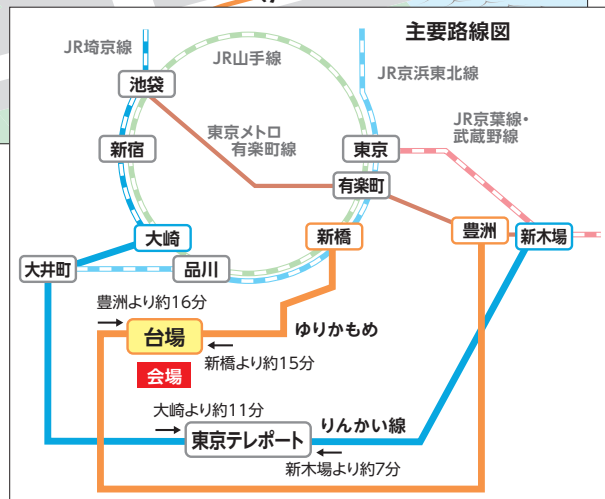 主要路線図
JR埼京線
JR山手線
JR京浜東北線
池袋
JR京葉線・
武蔵野線
東京メトロ
有楽町線
新宿
東京
有楽町
大崎
新橋
豊洲
新木場
大井町
品川
豊洲より約16分
台場
ゆりかもめ
新橋より約15分
会場
大崎より約11分
東京テレポート
りんかい線
新木場より約7分